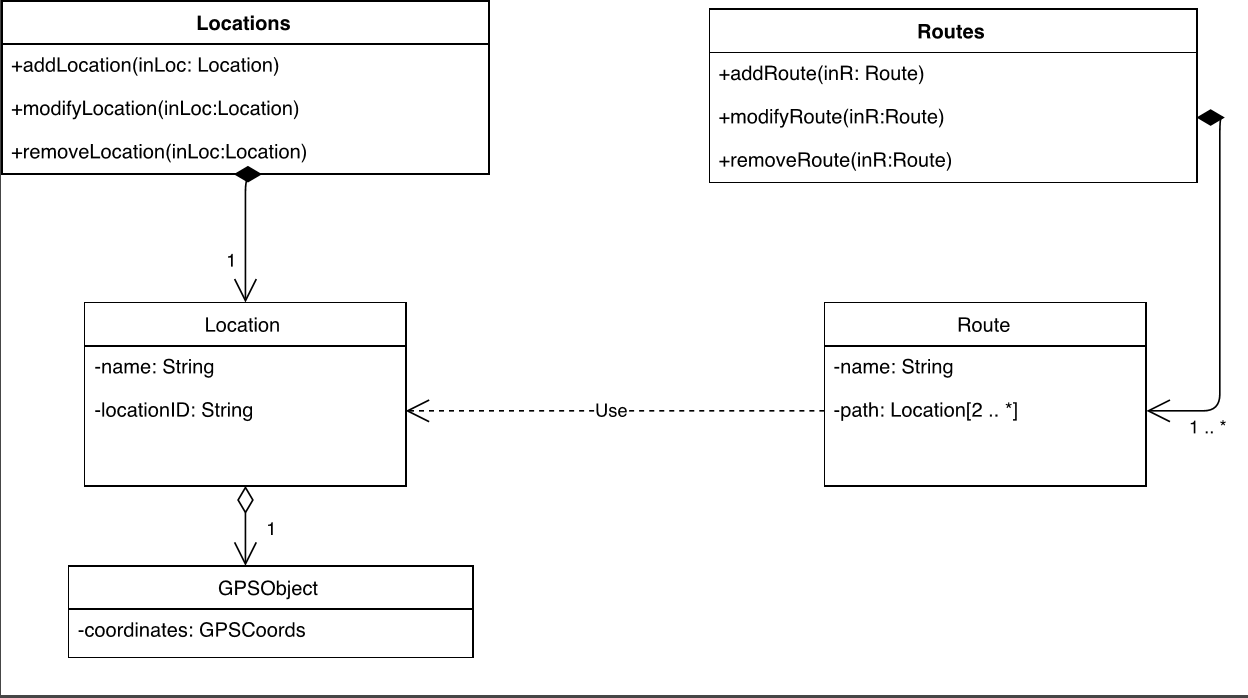 Locations
+addLocation(inLoc: Location)
+modifyLocation(inLoc:Location)
+removeLocation(inLoc:Location)
Routes
+addRoute(inR: Route)
+modifyRoute(inR:Route)
+removeRoute(inR:Route)
1
Location
-name: String
-locationID: String
Use
Route
-name: String
-path: Location[2 .. *]
1 .. *
1
GPSObject
-coordinates: GPSCoords